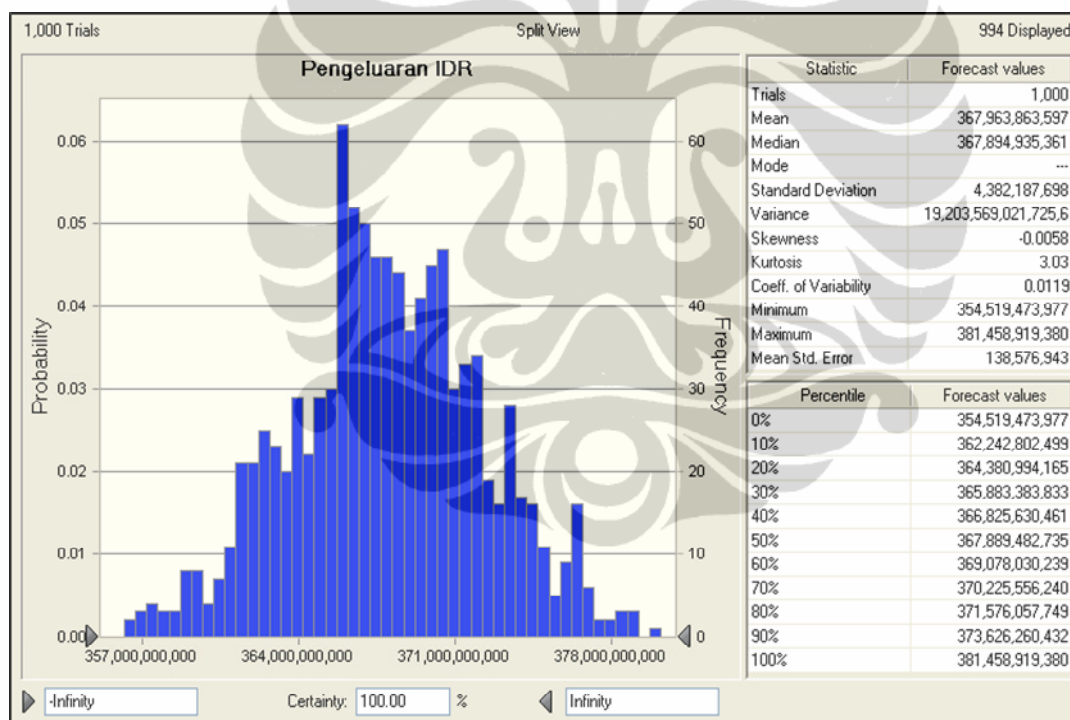 1,000 Trials Split View 994 Displayed
Pengeluaran IDR
Probability
0.06
0.05
0.04
0.03
0.02
0.01
0.00
60
50
40
30
20
10
0
Frequency
357,000,000,000 364,000,000,000 371,000,000,000 378,000,000,000
Statistic Forecast values
Trials 1,000
Mean 367,963,863,597
Median 367,894,935,361
Mode ---
Standard Deviation 4,382,187,698
Variance 19,203,569,021,725,6
Skewness -0.0058
Kurtosis 3.03
Coeff. of Variability 0.0119
Minimum 354,519,473,977
Maximum 381,458,919,380
Mean Std. Error 138,576,943
Percentile Forecast values
0% 354,519,473,977
10% 362,242,802,499
20% 364,380,994,165
30% 365,883,383,833
40% 366,825,630,461
50% 367,889,482,735
60% 369,078,030,239
70% 370,225,556,240
80% 371,576,057,749
90% 373,626,260,432
100% 381,458,919,380
-Infinity Certainty: 100.00 % Infinity